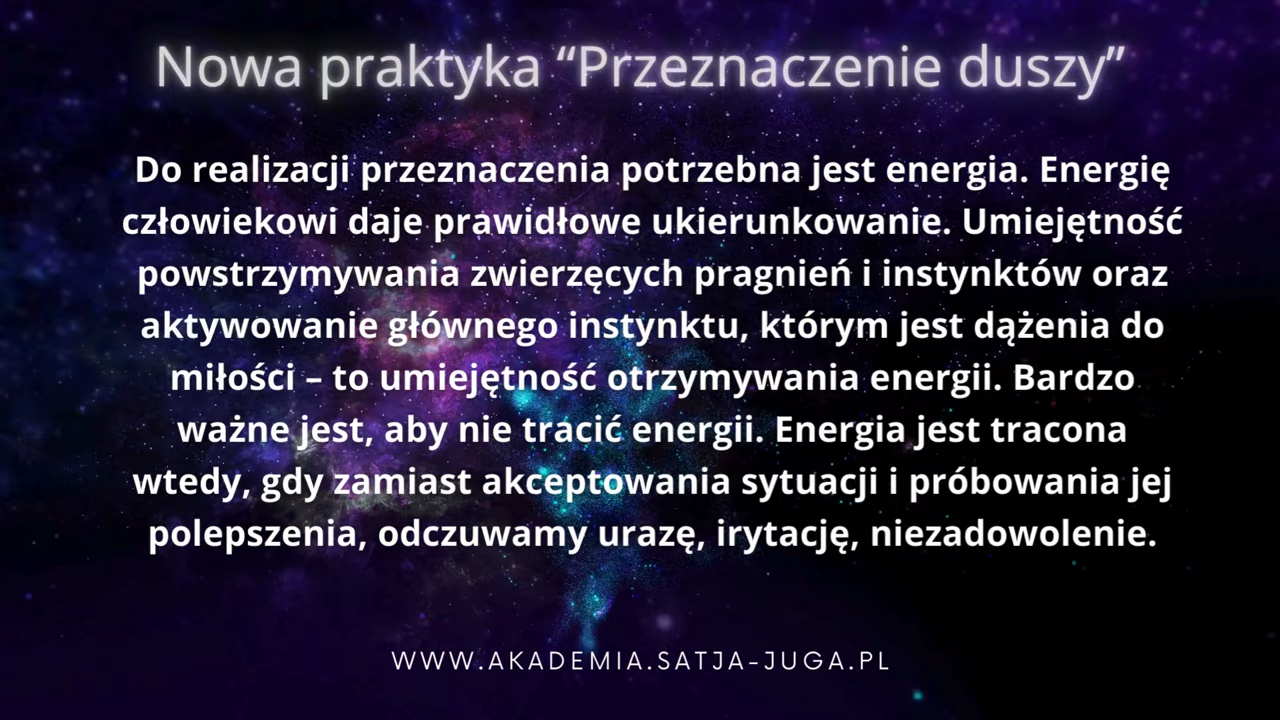 Nowa praktyka “Przeznaczenie duszy”
Do realizacji przeznaczenia potrzebna jest energia. Energię
człowiekowi daje prawidłowe ukierunkowanie. Umiejętność
powstrzymywania zwierzęcych pragnień i instynktów oraz
aktywowanie głównego instynktu, którym jest dążenia do
miłości – to umiejętność otrzymywania energii. Bardzo
ważne jest, aby nie tracić energii. Energia jest tracona
wtedy, gdy zamiast akceptowania sytuacji i próbowania jej
polepszenia, odczuwamy urazę, irytację, niezadowolenie.
WWW.AKADEMIA.SATJA-JUGA.PL